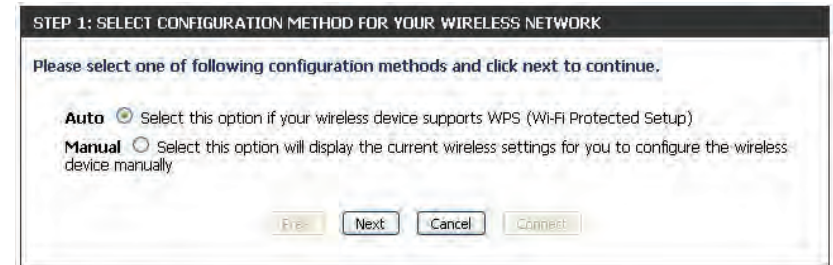 STEP 1: SELECT CONFIGURATION METHOD FOR YOUR WIRELESS NETWORK
Please select one of following configuration methods and click next to continue.
Auto Select this option if your wireless device supports WPS (Wi-Fi Protected Setup)
Manual Select this option will display the current wireless settings for you to configure the wireless
device manually
Prev Next Cancel Connect